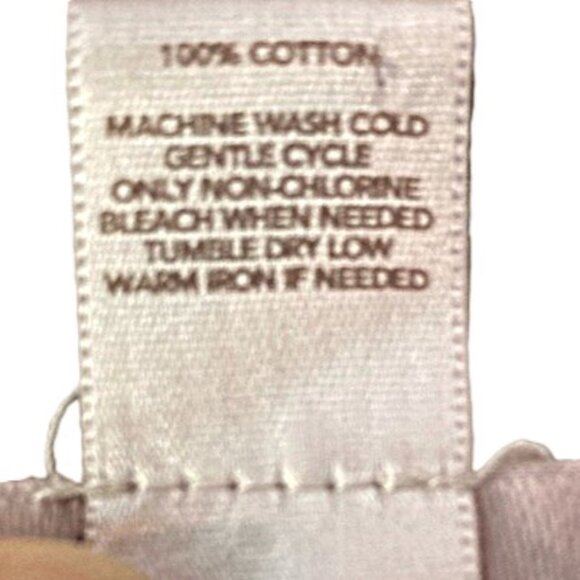 100% COTTON
MACHINE WASH COLD
GENTLE CYCLE
ONLY NON-CHLORINE
BLEACH WHEN NEEDED
TUMBLE DRY LOW
WARM IRON IF NEEDED